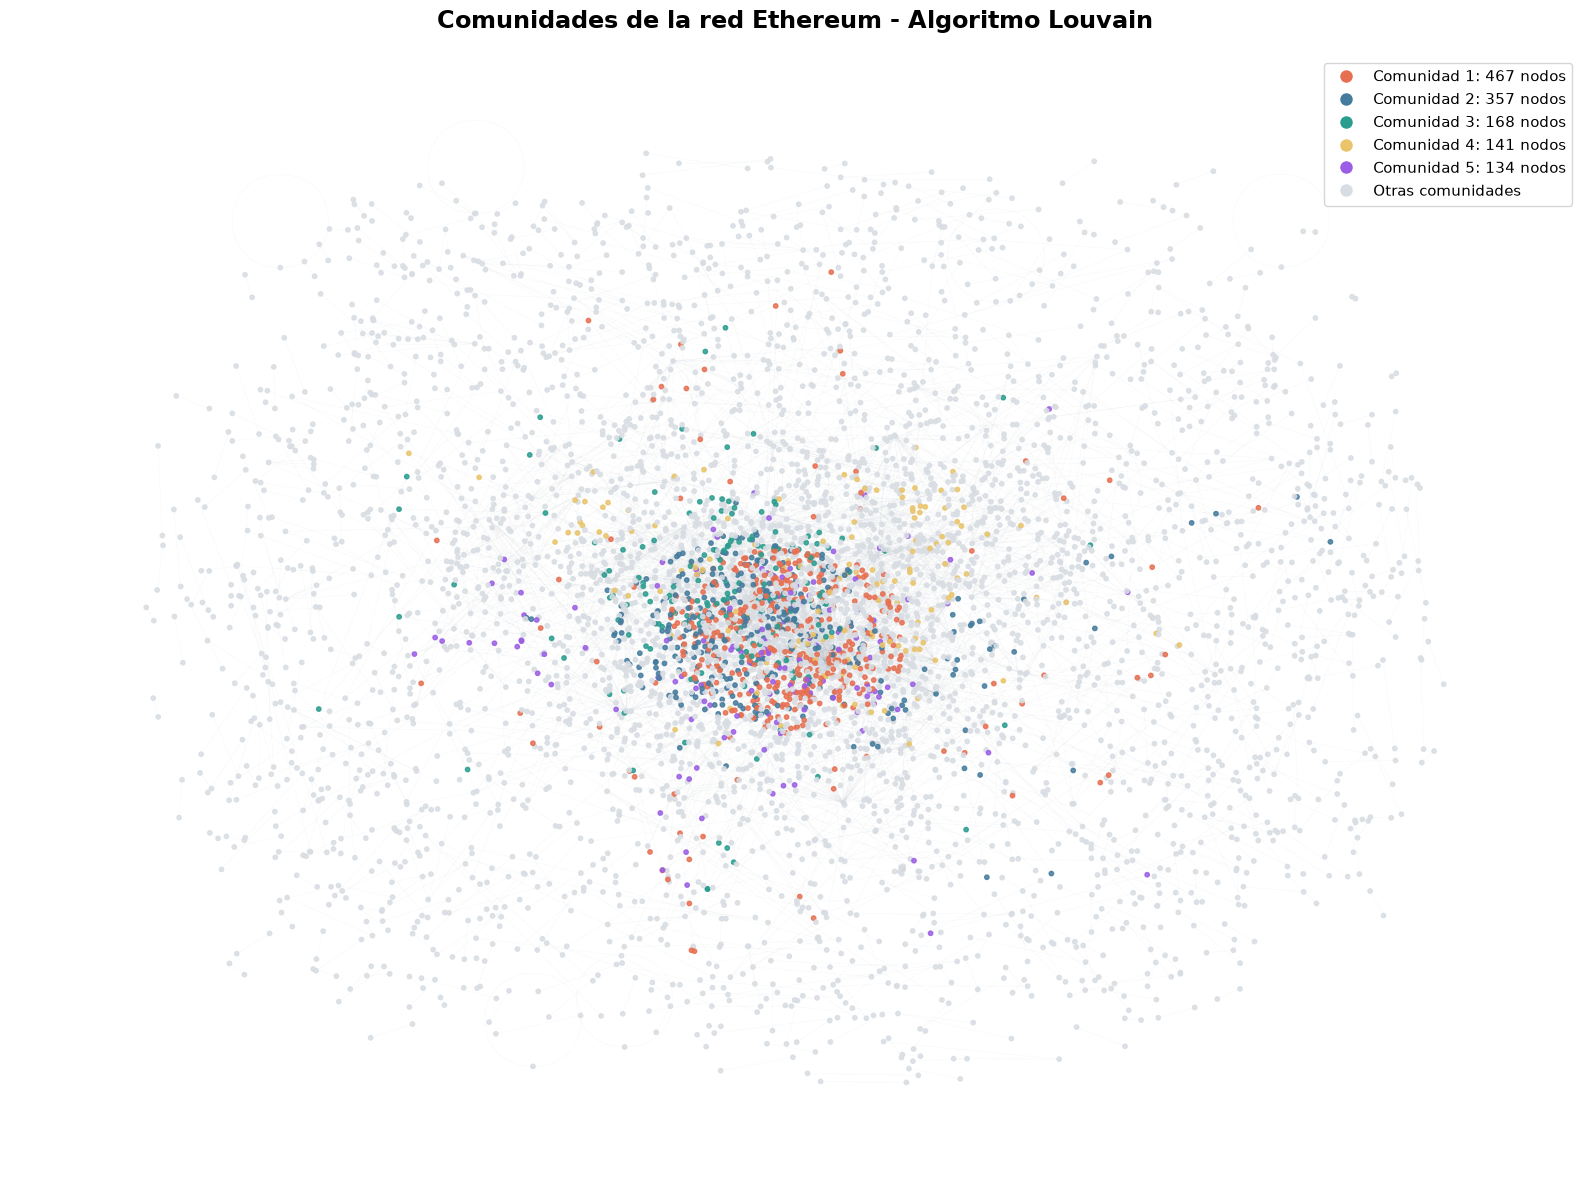 Comunidades de la red Ethereum - Algoritmo Louvain
Comunidad 1: 467 nodos
Comunidad 2: 357 nodos
Comunidad 3: 168 nodos
Comunidad 4: 141 nodos
Comunidad 5: 134 nodos
Otras comunidades